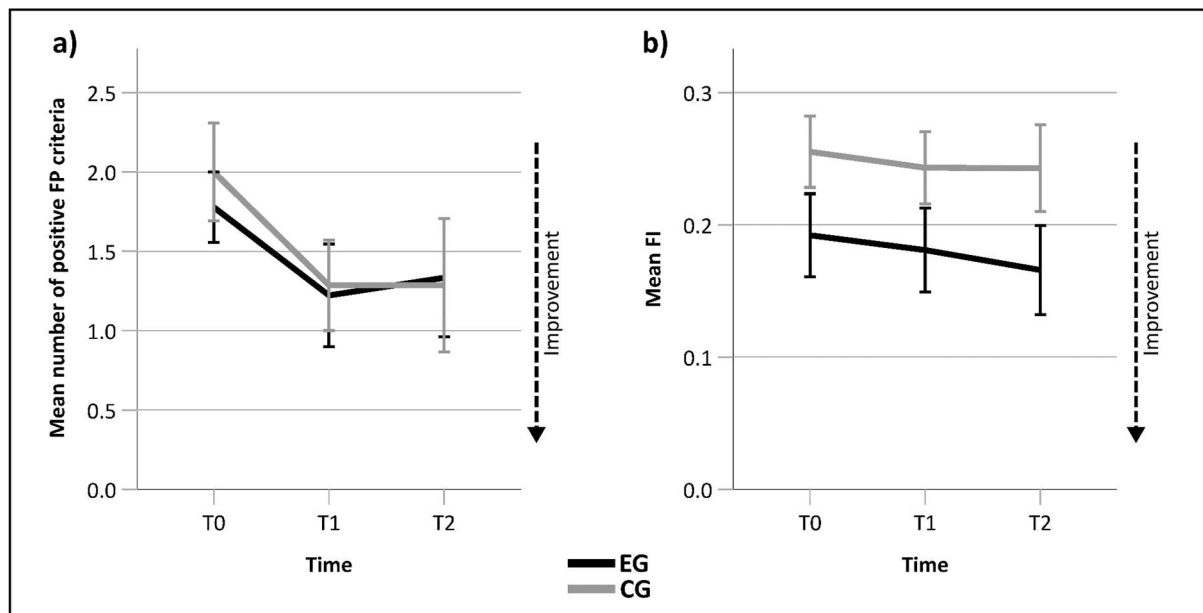 a)
Mean number of positive FP criteria
2.5
2.0
1.5
1.0
0.5
0.0
T0 T1 T2
Time
Improvement
b)
Mean FI
0.3
0.2
0.1
0.0
T0 T1 T2
Time
Improvement
EG
CG